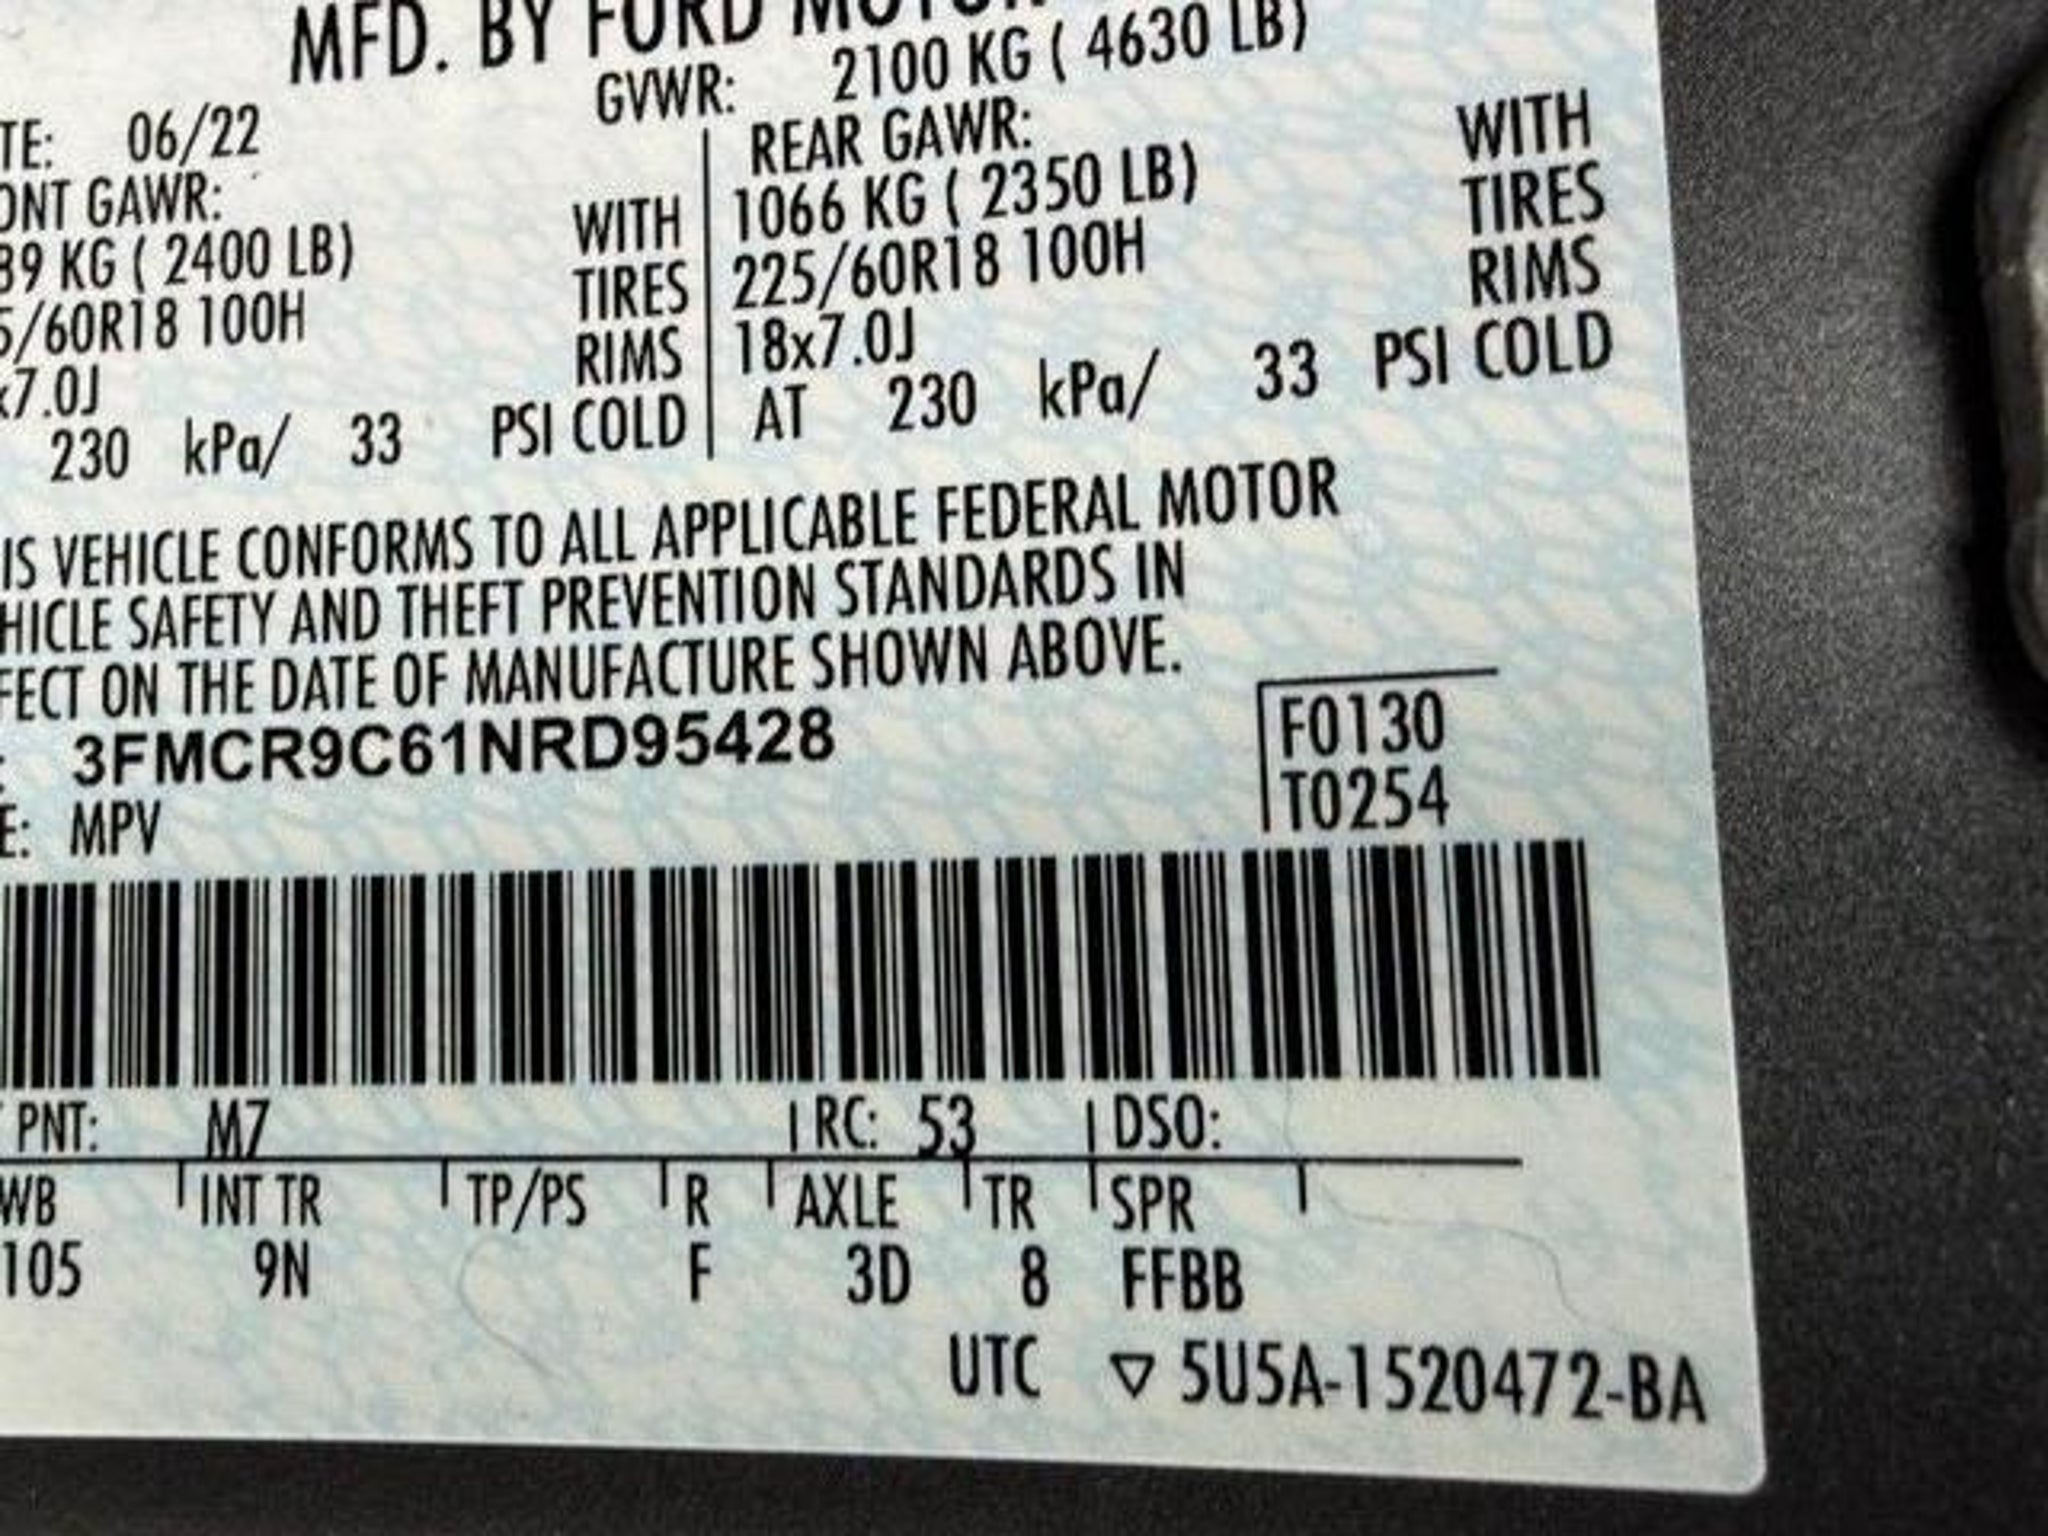 MFD. BY FORD MOTOR
GVWR: 2100 KG ( 4630 LB)
TE: 06/22
ONT GAWR:
89 KG ( 2400 LB) WITH
5/60R18 100H TIRES
x7.0J RIMS
230 kPa/ 33 PSI COLD
REAR GAWR:
1066 KG ( 2350 LB) WITH
225/60R18 100H TIRES
18x7.0J RIMS
AT 230 kPa/ 33 PSI COLD
IS VEHICLE CONFORMS TO ALL APPLICABLE FEDERAL MOTOR
HICLE SAFETY AND THEFT PREVENTION STANDARDS IN
FECT ON THE DATE OF MANUFACTURE SHOWN ABOVE.
: 3FMCR9C61NRD95428
E: MPV
F0130
T0254
PNT: M7 RC: 53 DSO:
WB INT TR TP/PS R AXLE TR SPR
105 9N F 3D 8 FFBB
UTC ▽ 5U5A-1520472-BA